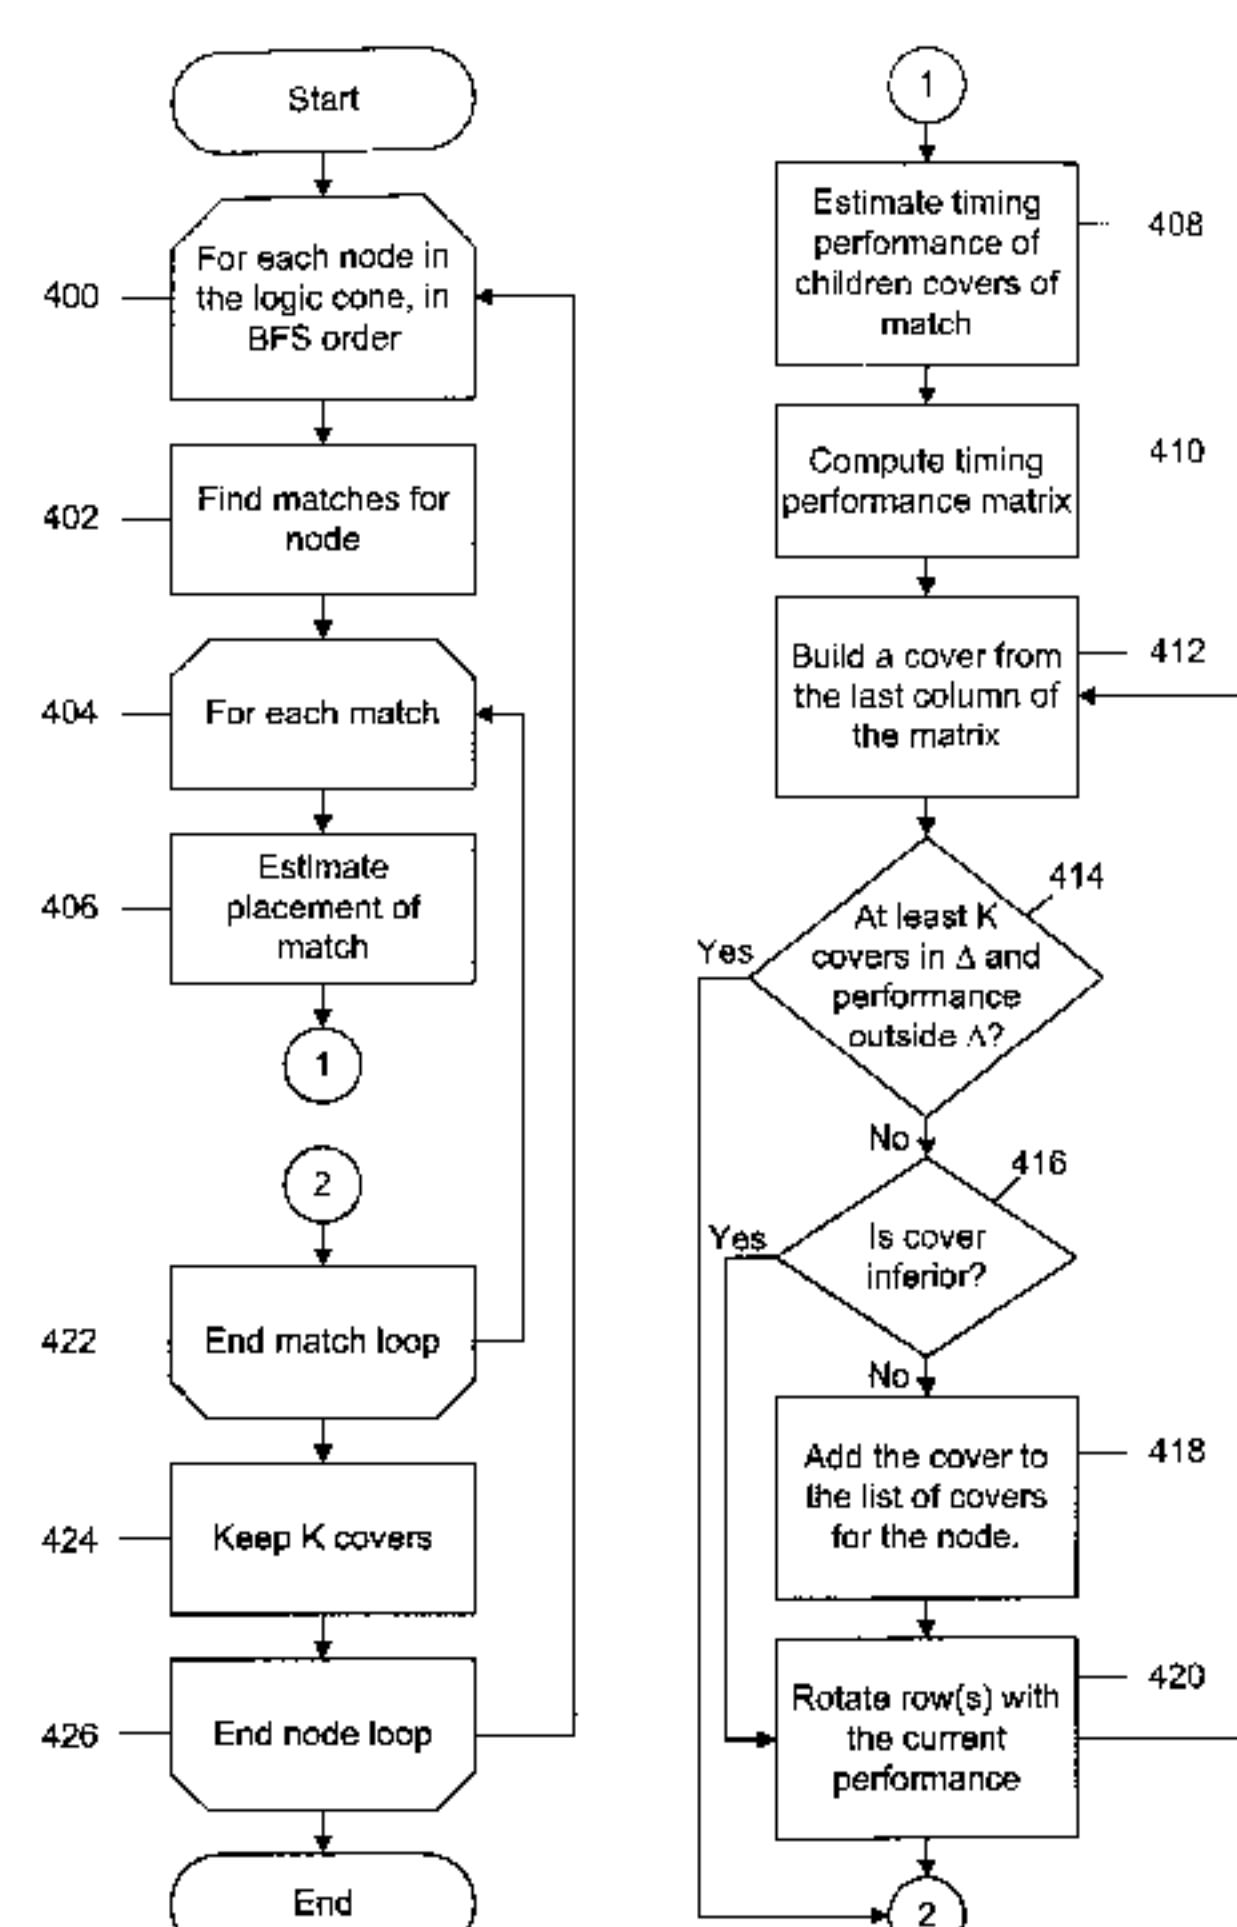 Start
400
For each node in
the logic cone, in
BFS order
402
Find matches for
node
404
For each match
406
Estimate
placement of
match
1
2
422
End match loop
424
Keep K covers
426
End node loop
End
1
Estimate timing
performance of
children covers of
match
408
Compute timing
performance matrix
410
Build a cover from
the last column of
the matrix
412
414
At least K
covers in Δ and
performance
outside Δ?
Yes
No
416
Is cover
inferior?
Yes
No
Add the cover to
the list of covers
for the node.
418
Rotate row(s) with
the current
performance
420
2